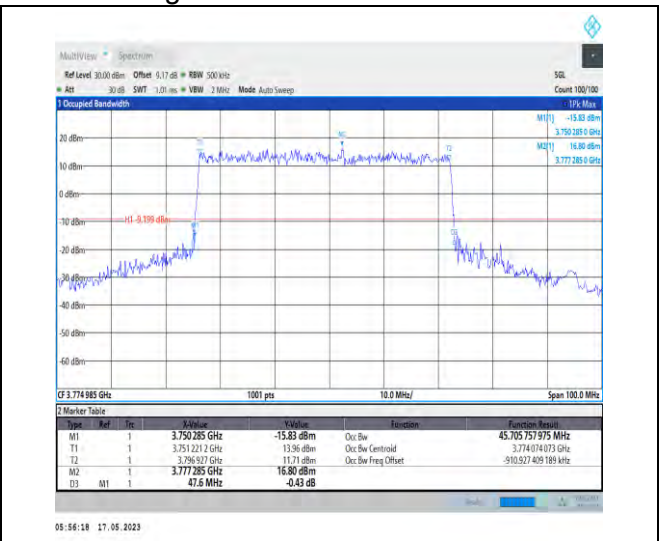 MultiView Spectrum
Ref Level 30.00 dBm Offset 9.17 dB RBW 500 kHz SGL
Att 30 dB SWT 1.01 ms VBW 2 MHz Mode Auto Sweep Count 100/100
1 Occupied Bandwidth 1Pk Max
M1[1] -15.83 dBm
3.750 285 0 GHz
M2[1] 16.80 dBm
3.777 285 0 GHz
20 dBm
10 dBm
0 dBm
-10 dBm
H1 -9.199 dBm
-20 dBm
-30 dBm
-40 dBm
-50 dBm
-60 dBm
M2
T1
T2
M1
D3
CF 3.774 985 GHz 1001 pts 10.0 MHz/ Span 100.0 MHz
2 Marker Table
Type Ref Trc X-Value Y-Value Function Function Result
M1 1 3.750 285 GHz -15.83 dBm Occ Bw 45.705 757 975 MHz
T1 1 3.751 221 2 GHz 13.96 dBm Occ Bw Centroid 3.774 074 073 GHz
T2 1 3.796 927 GHz 11.71 dBm Occ Bw Freq Offset -910.927 409 189 kHz
M2 1 3.777 285 GHz 16.80 dBm
D3 M1 1 47.6 MHz -0.43 dB
05:56:18 17.05.2023